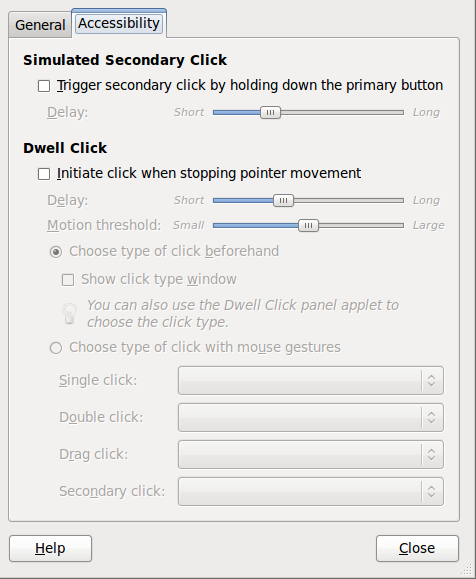 General Accessibility
Simulated Secondary Click
Trigger secondary click by holding down the primary button
Delay: Short Long
Dwell Click
Initiate click when stopping pointer movement
Delay: Short Long
Motion threshold: Small Large
Choose type of click beforehand
Show click type window
You can also use the Dwell Click panel applet to
choose the click type.
Choose type of click with mouse gestures
Single click:
Double click:
Drag click:
Secondary click:
Help Close